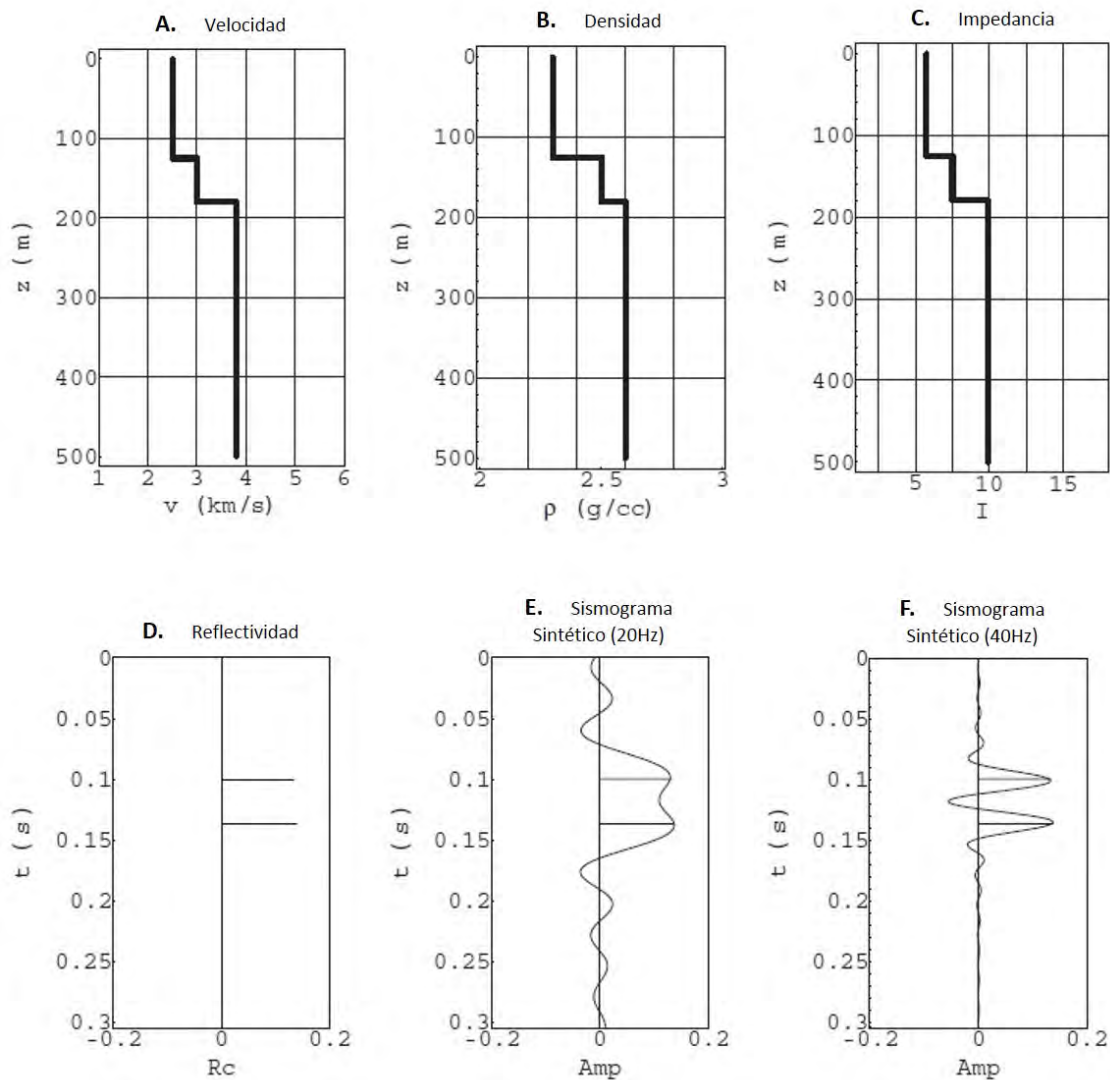 A. Velocidad
0
100
200
300
400
500
z (m)
1 2 3 4 5 6
v (km/s)
B. Densidad
0
100
200
300
400
500
z (m)
2 2.5 3
ρ (g/cc)
C. Impedancia
0
100
200
300
400
500
z (m)
5 10 15
I
D. Reflectividad
0
0.05
0.1
0.15
0.2
0.25
0.3
t (s)
-0.2 0 0.2
Rc
E. Sismograma
Sintético (20Hz)
0
0.05
0.1
0.15
0.2
0.25
0.3
t (s)
-0.2 0 0.2
Amp
F. Sismograma
Sintético (40Hz)
0
0.05
0.1
0.15
0.2
0.25
0.3
t (s)
-0.2 0 0.2
Amp